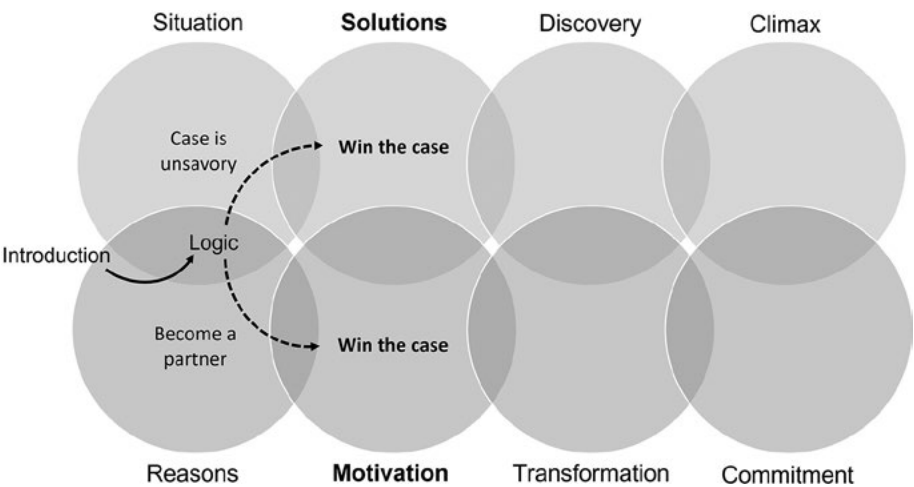 Situation
Solutions
Discovery
Climax
Case is
unsavory
Win the case
Introduction
Logic
Become a
partner
Win the case
Reasons
Motivation
Transformation
Commitment